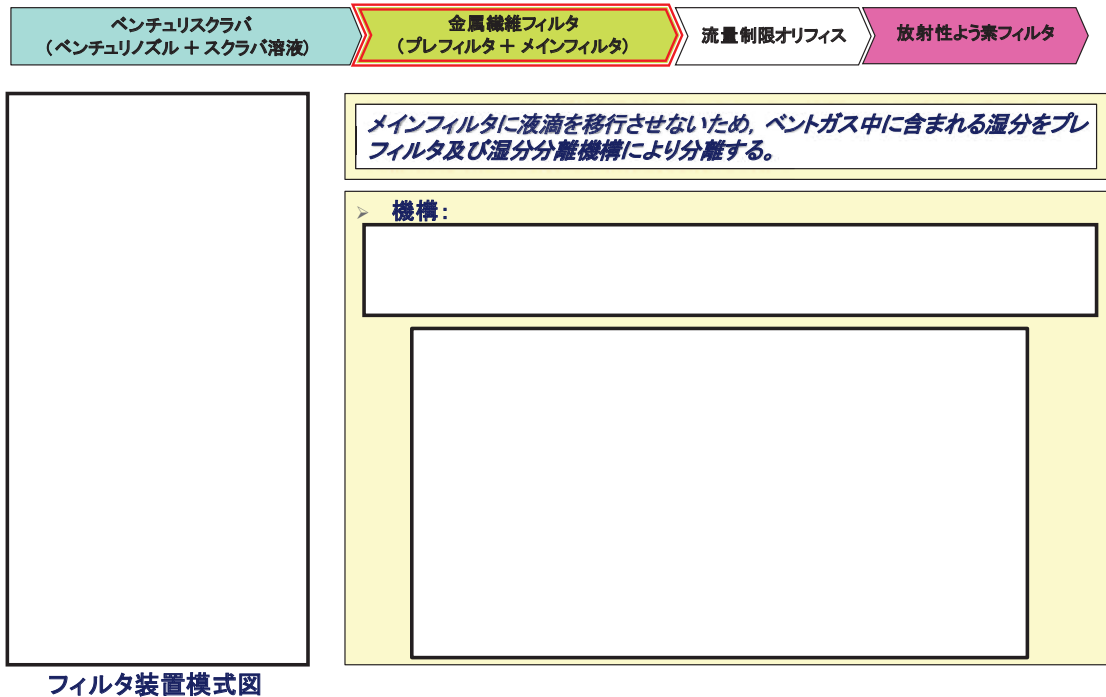 ベンチュリスクラバ
（ベンチュリノズル ＋ スクラバ溶液）
金属繊維フィルタ
（プレフィルタ ＋ メインフィルタ）
流量制限オリフィス
放射性よう素フィルタ
メインフィルタに液滴を移行させないため，ベントガス中に含まれる湿分をプレ
フィルタ及び湿分分離機構により分離する。
➢ 機構：
フィルタ装置模式図